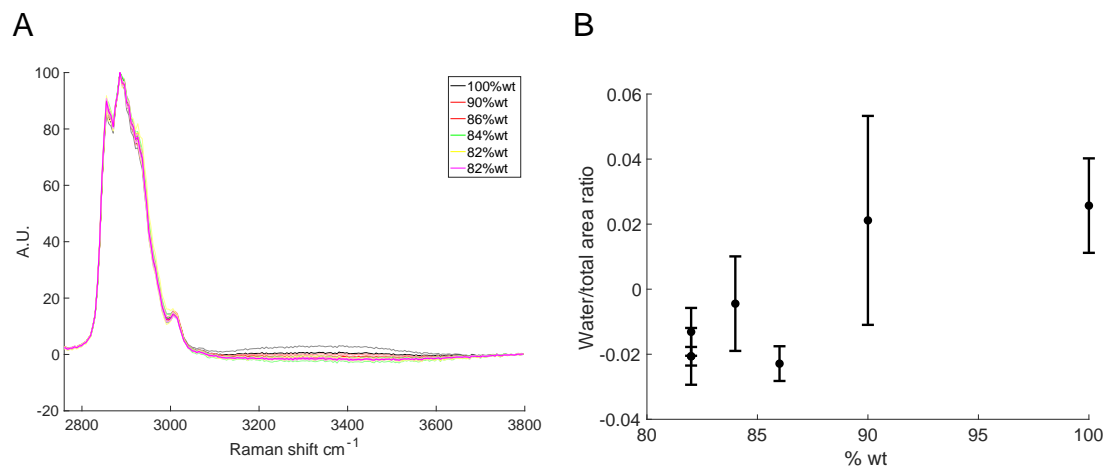 A
100
80
60
40
20
0
-20
A.U.
2800
3000
3200
3400
3600
3800
Raman shift cm-1
100%wt
90%wt
86%wt
84%wt
82%wt
82%wt
B
0.06
0.04
0.02
0
-0.02
-0.04
Water/total area ratio
80
85
90
95
100
% wt